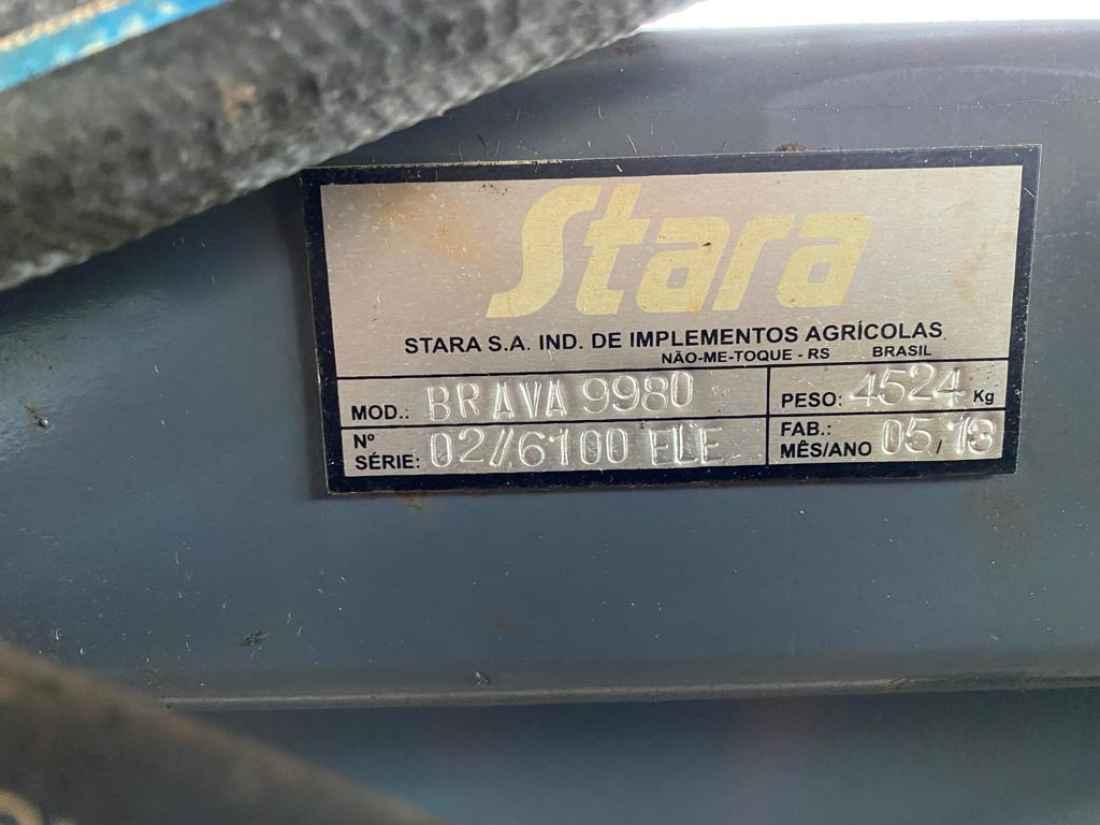 Stara
STARA S.A. IND. DE IMPLEMENTOS AGRÍCOLAS
NÃO-ME-TOQUE - RS BRASIL
MOD.: BRAVA 9980 PESO: 4524 Kg
Nº SÉRIE: 02//6100 ELE FAB.: MÊS/ANO 05/13